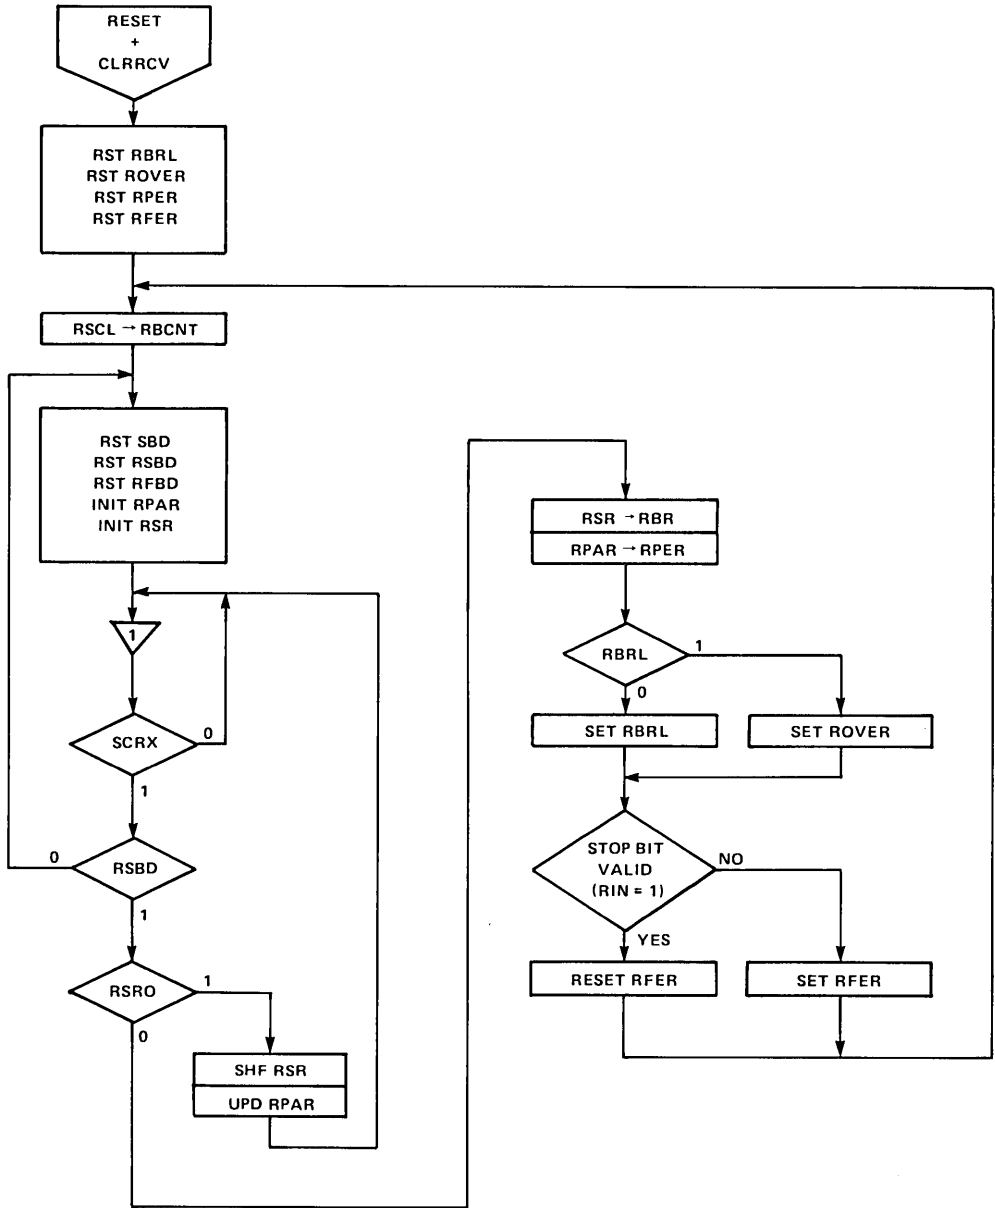 RESET
+
CLRRCV
RST RBRL
RST ROVER
RST RPER
RST RFER
RSCL → RBCNT
RST SBD
RST RSBD
RST RFBD
INIT RPAR
INIT RSR
1
SCRX
0
1
RSBD
0
1
RSRO
1
0
SHF RSR
UPD RPAR
RSR → RBR
RPAR → RPER
RBRL
1
0
SET RBRL
SET ROVER
STOP BIT
VALID
(RIN = 1)
NO
YES
RESET RFER
SET RFER